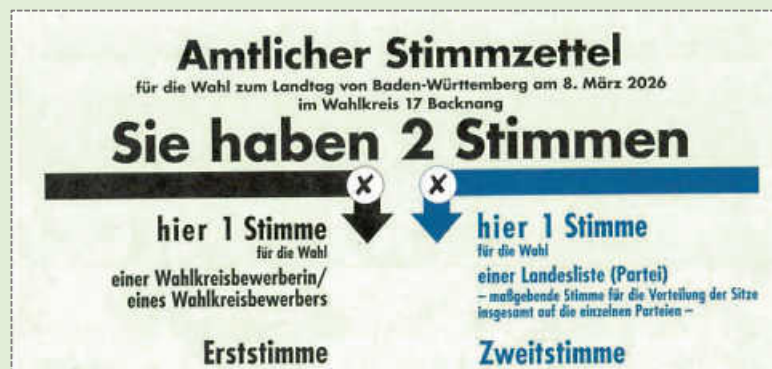 Amtlicher Stimmzettel
für die Wahl zum Landtag von Baden-Württemberg am 8. März 2026
im Wahlkreis 17 Backnang
Sie haben 2 Stimmen
X X
hier 1 Stimme
für die Wahl
einer Wahlkreisbewerberin/
eines Wahlkreisbewerbers
Erststimme
hier 1 Stimme
für die Wahl
einer Landesliste (Partei)
– maßgebende Stimme für die Verteilung der Sitze
insgesamt auf die einzelnen Parteien –
Zweitstimme